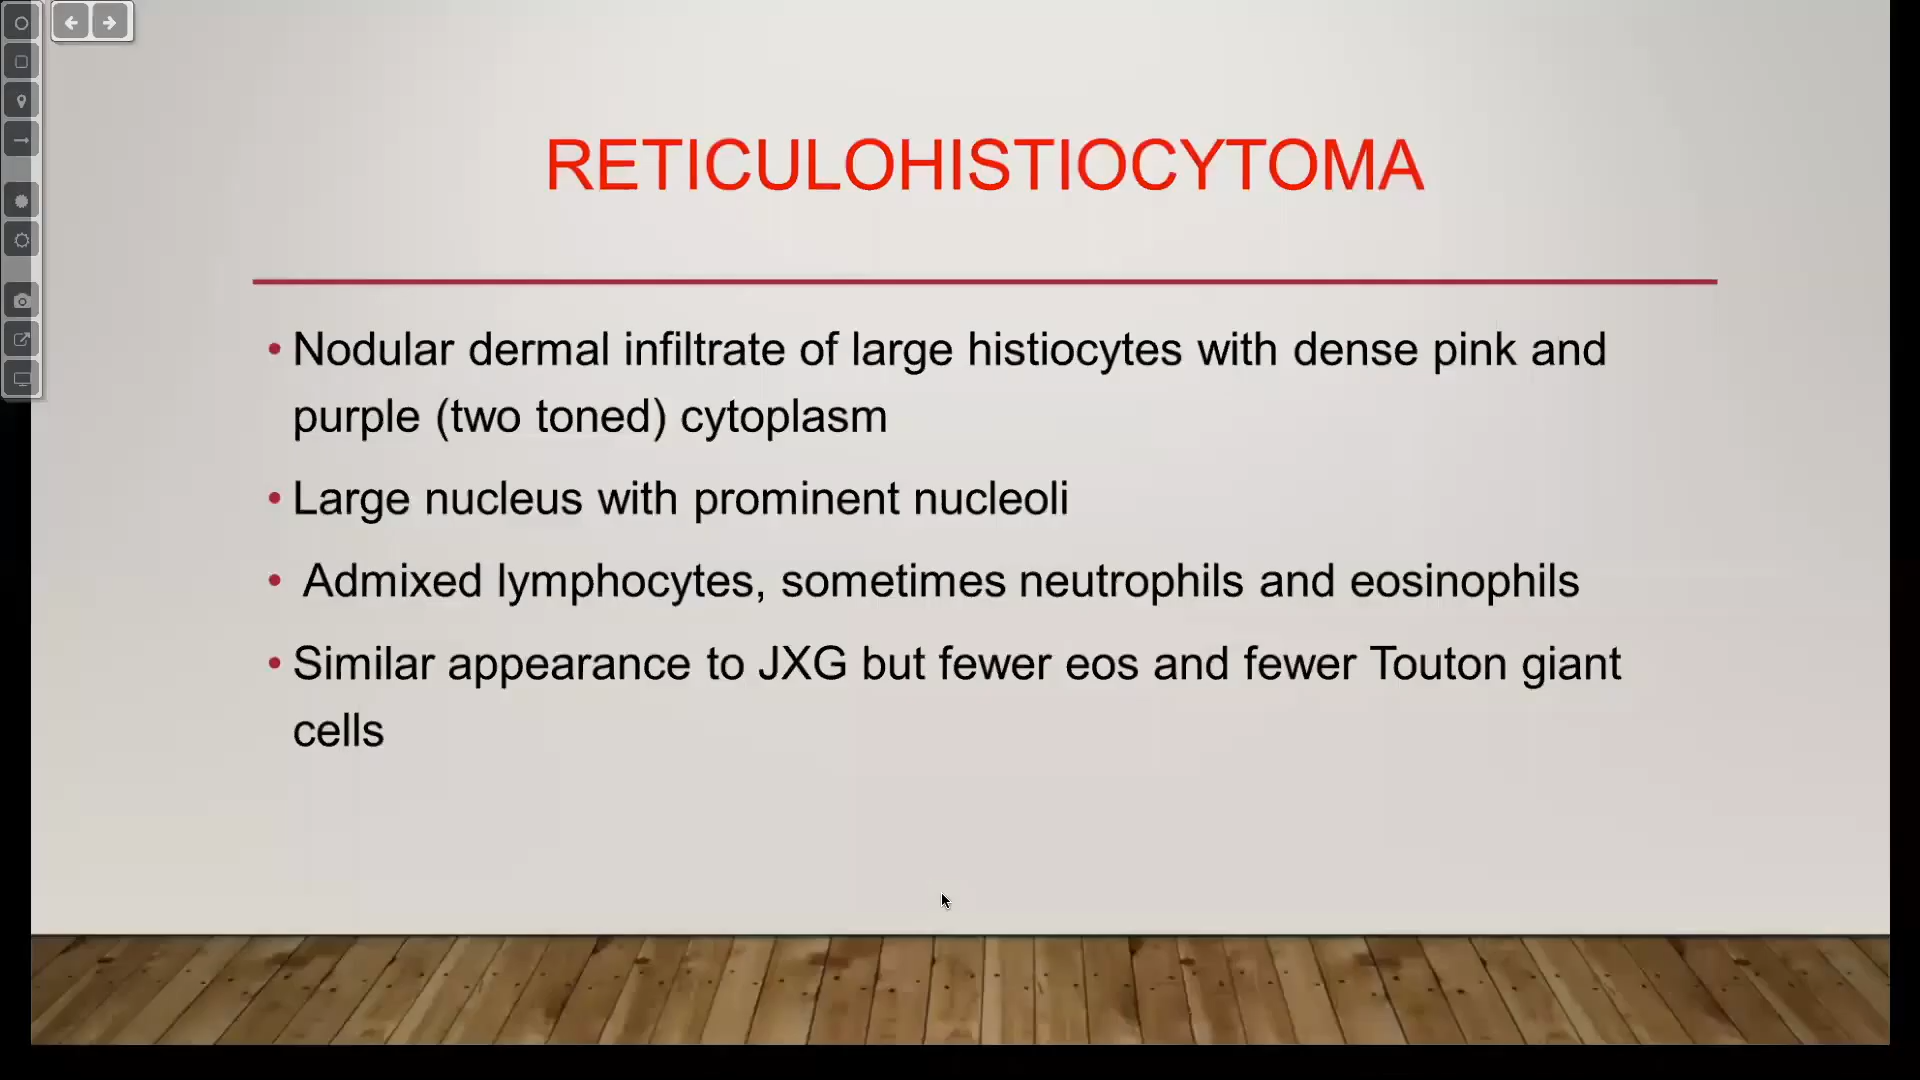 RETICULOHISTIOCYTOMA
• Nodular dermal infiltrate of large histiocytes with dense pink and
purple (two toned) cytoplasm
• Large nucleus with prominent nucleoli
• Admixed lymphocytes, sometimes neutrophils and eosinophils
• Similar appearance to JXG but fewer eos and fewer Touton giant
cells